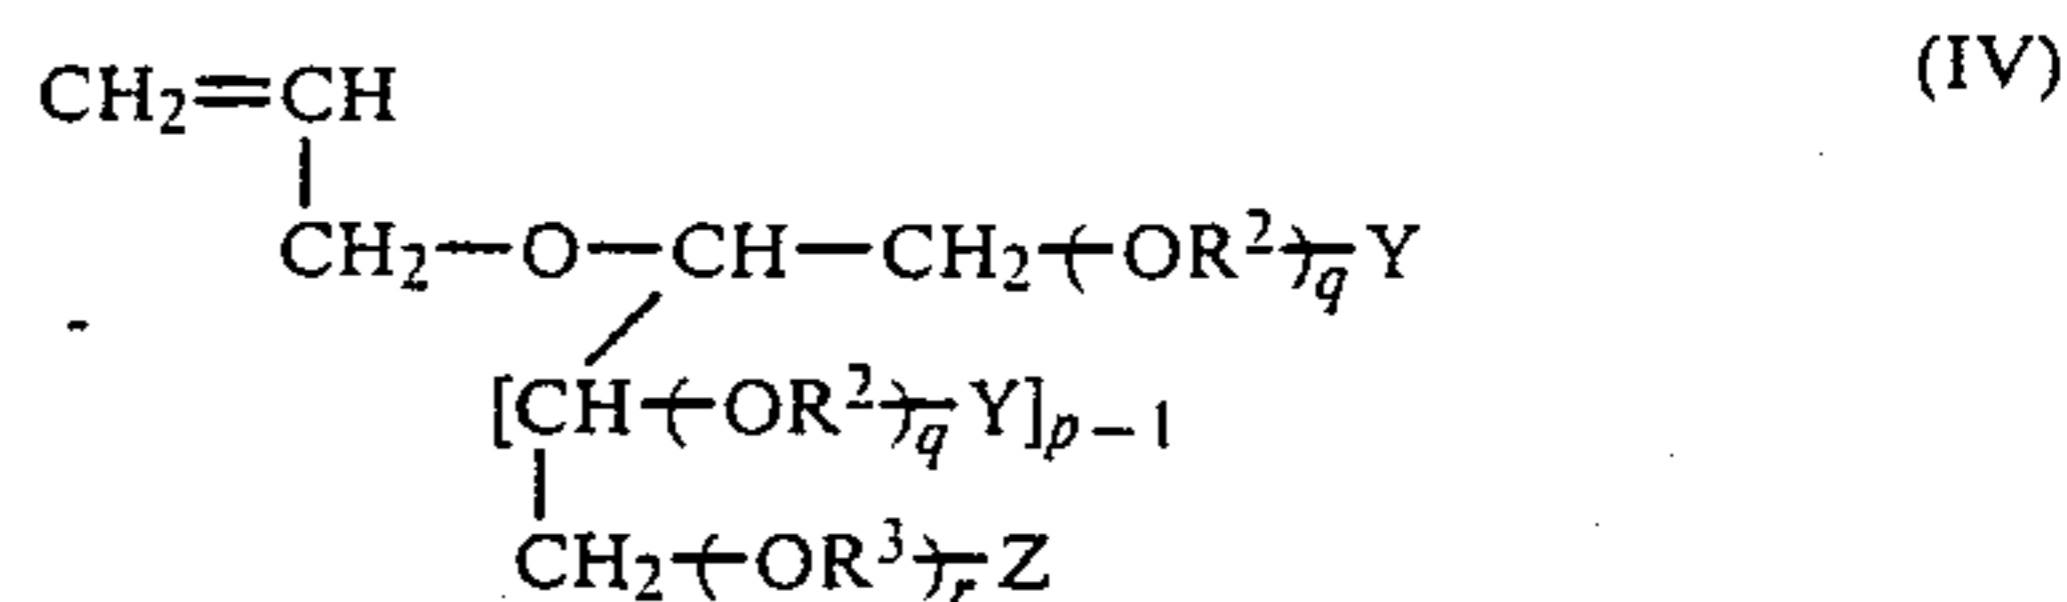 CH₂=CH (IV)
CH₂—O—CH—CH₂-(OR²)q-Y
[CH-(OR²)q-Y]p-1
CH₂-(OR³)r-Z